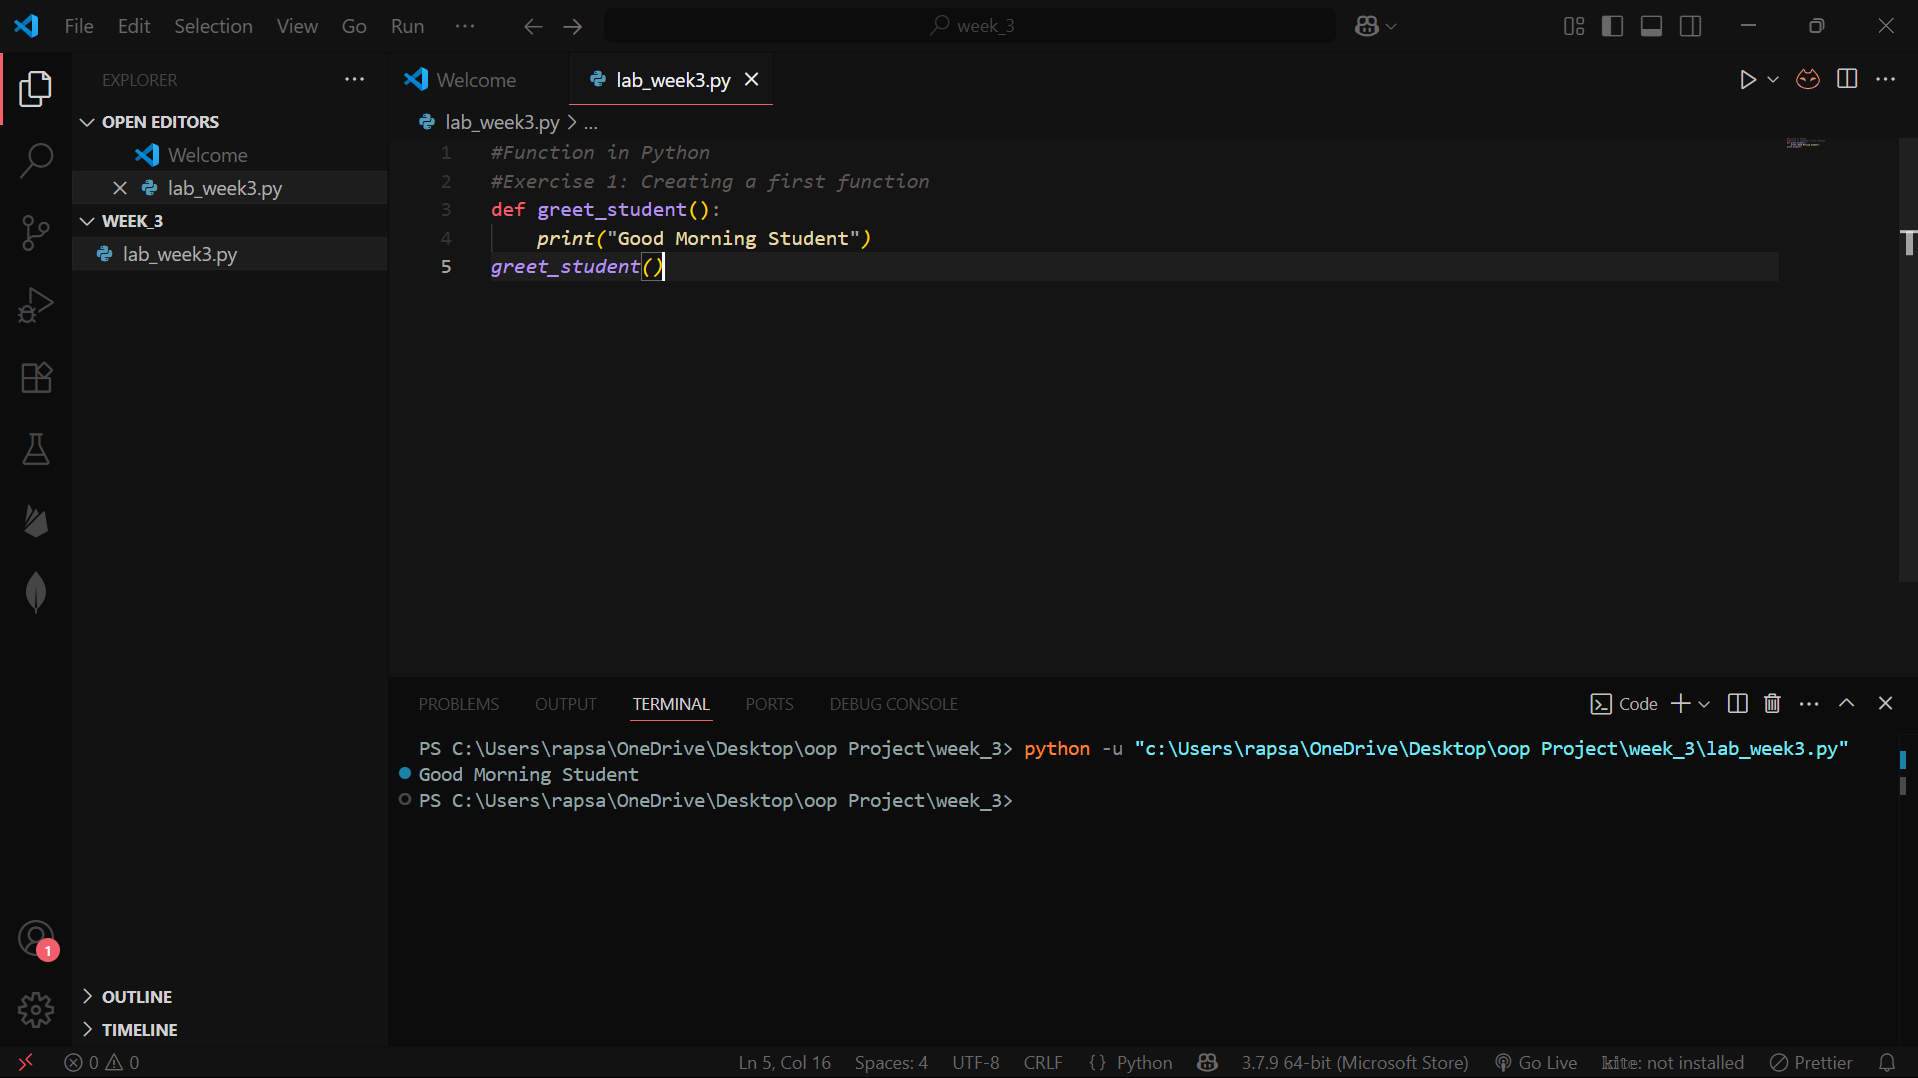 File Edit Selection View Go Run ... week_3
EXPLORER ...
OPEN EDITORS
Welcome
lab_week3.py
WEEK_3
lab_week3.py
OUTLINE
TIMELINE
Welcome lab_week3.py
lab_week3.py > ...
1 #Function in Python
2 #Exercise 1: Creating a first function
3 def greet_student():
4 print("Good Morning Student")
5 greet_student()
PROBLEMS OUTPUT TERMINAL PORTS DEBUG CONSOLE Code
PS C:\Users\rapsa\OneDrive\Desktop\oop Project\week_3> python -u "c:\Users\rapsa\OneDrive\Desktop\oop Project\week_3\lab_week3.py"
Good Morning Student
PS C:\Users\rapsa\OneDrive\Desktop\oop Project\week_3>
1
0 0 Ln 5, Col 16 Spaces: 4 UTF-8 CRLF {} Python 3.7.9 64-bit (Microsoft Store) Go Live kite: not installed Prettier